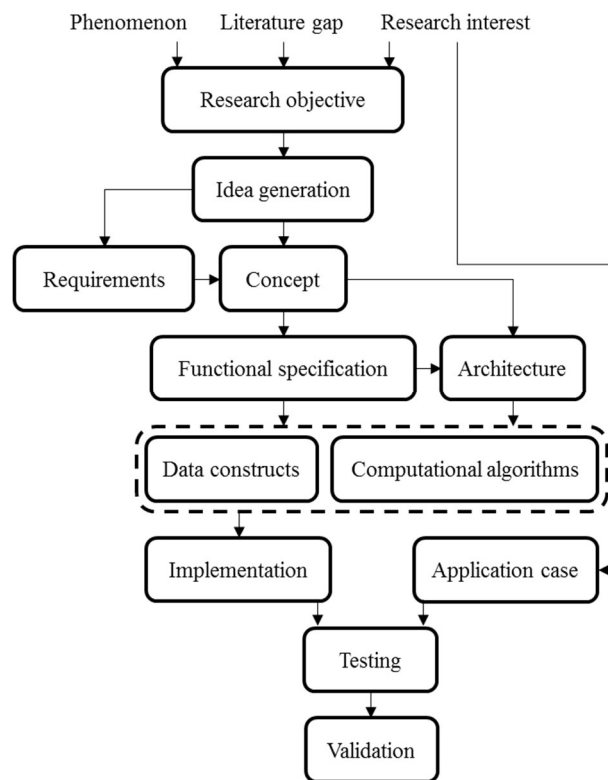 Phenomenon
Literature gap
Research interest
Research objective
Idea generation
Requirements
Concept
Functional specification
Architecture
Data constructs
Computational algorithms
Implementation
Application case
Testing
Validation